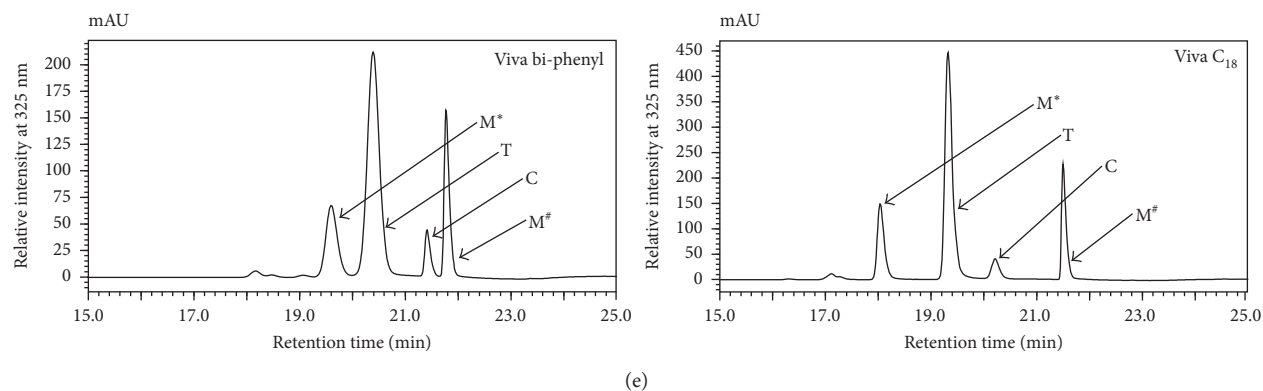 mAU
Relative intensity at 325 nm
200
175
150
125
100
75
50
25
0
Viva bi-phenyl
M*
T
C
M#
15.0 17.0 19.0 21.0 23.0 25.0
Retention time (min)
mAU
Relative intensity at 325 nm
450
400
350
300
250
200
150
100
50
0
Viva C18
M*
T
C
M#
15.0 17.0 19.0 21.0 23.0 25.0
Retention time (min)
(e)